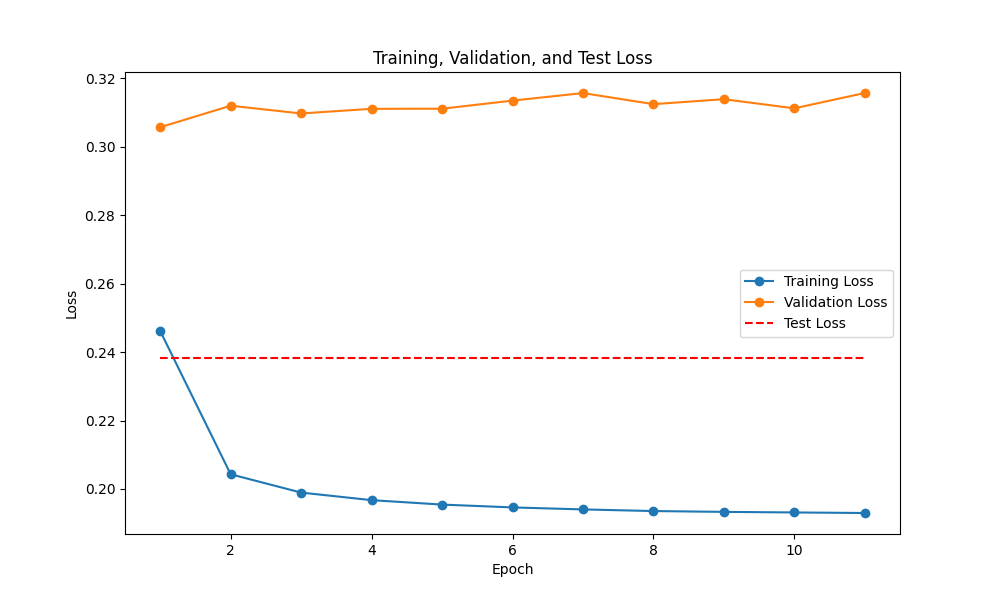 Training, Validation, and Test Loss
Loss
0.32
0.30
0.28
0.26
0.24
0.22
0.20
Training Loss
Validation Loss
Test Loss
2
4
6
8
10
Epoch